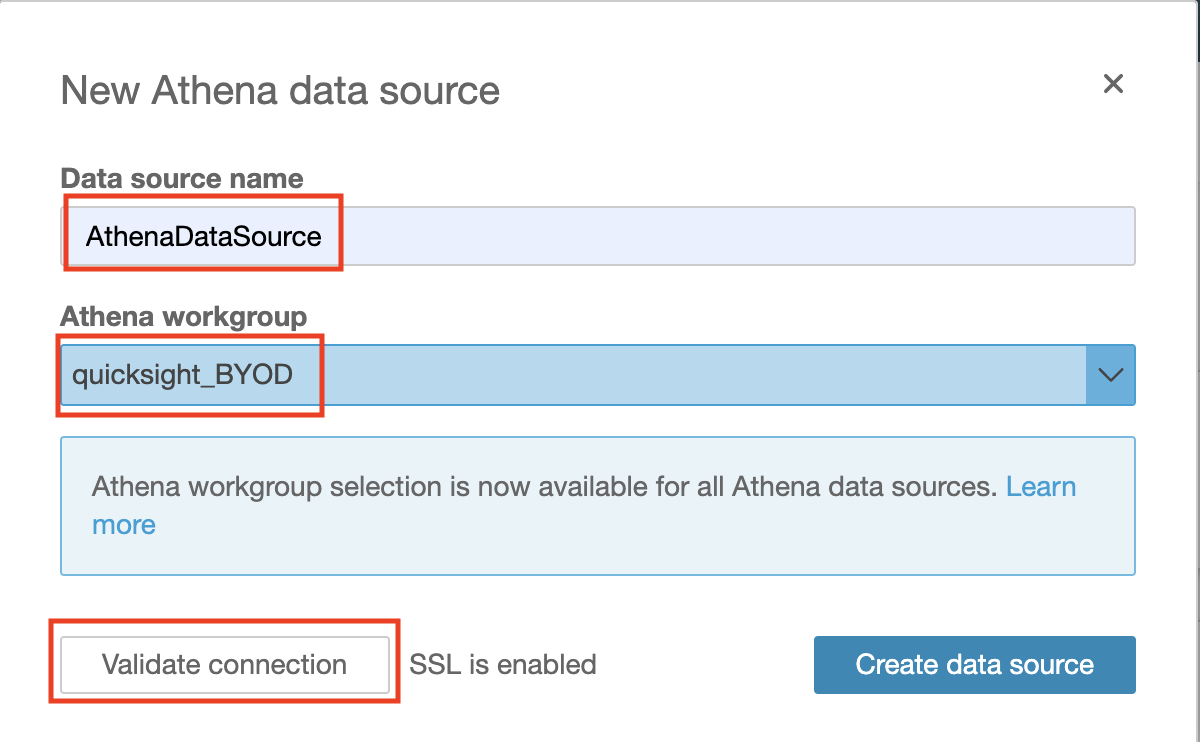 New Athena data source
Data source name
AthenaDataSource
Athena workgroup
quicksight_BYOD
Athena workgroup selection is now available for all Athena data sources. Learn
more
Validate connection SSL is enabled Create data source